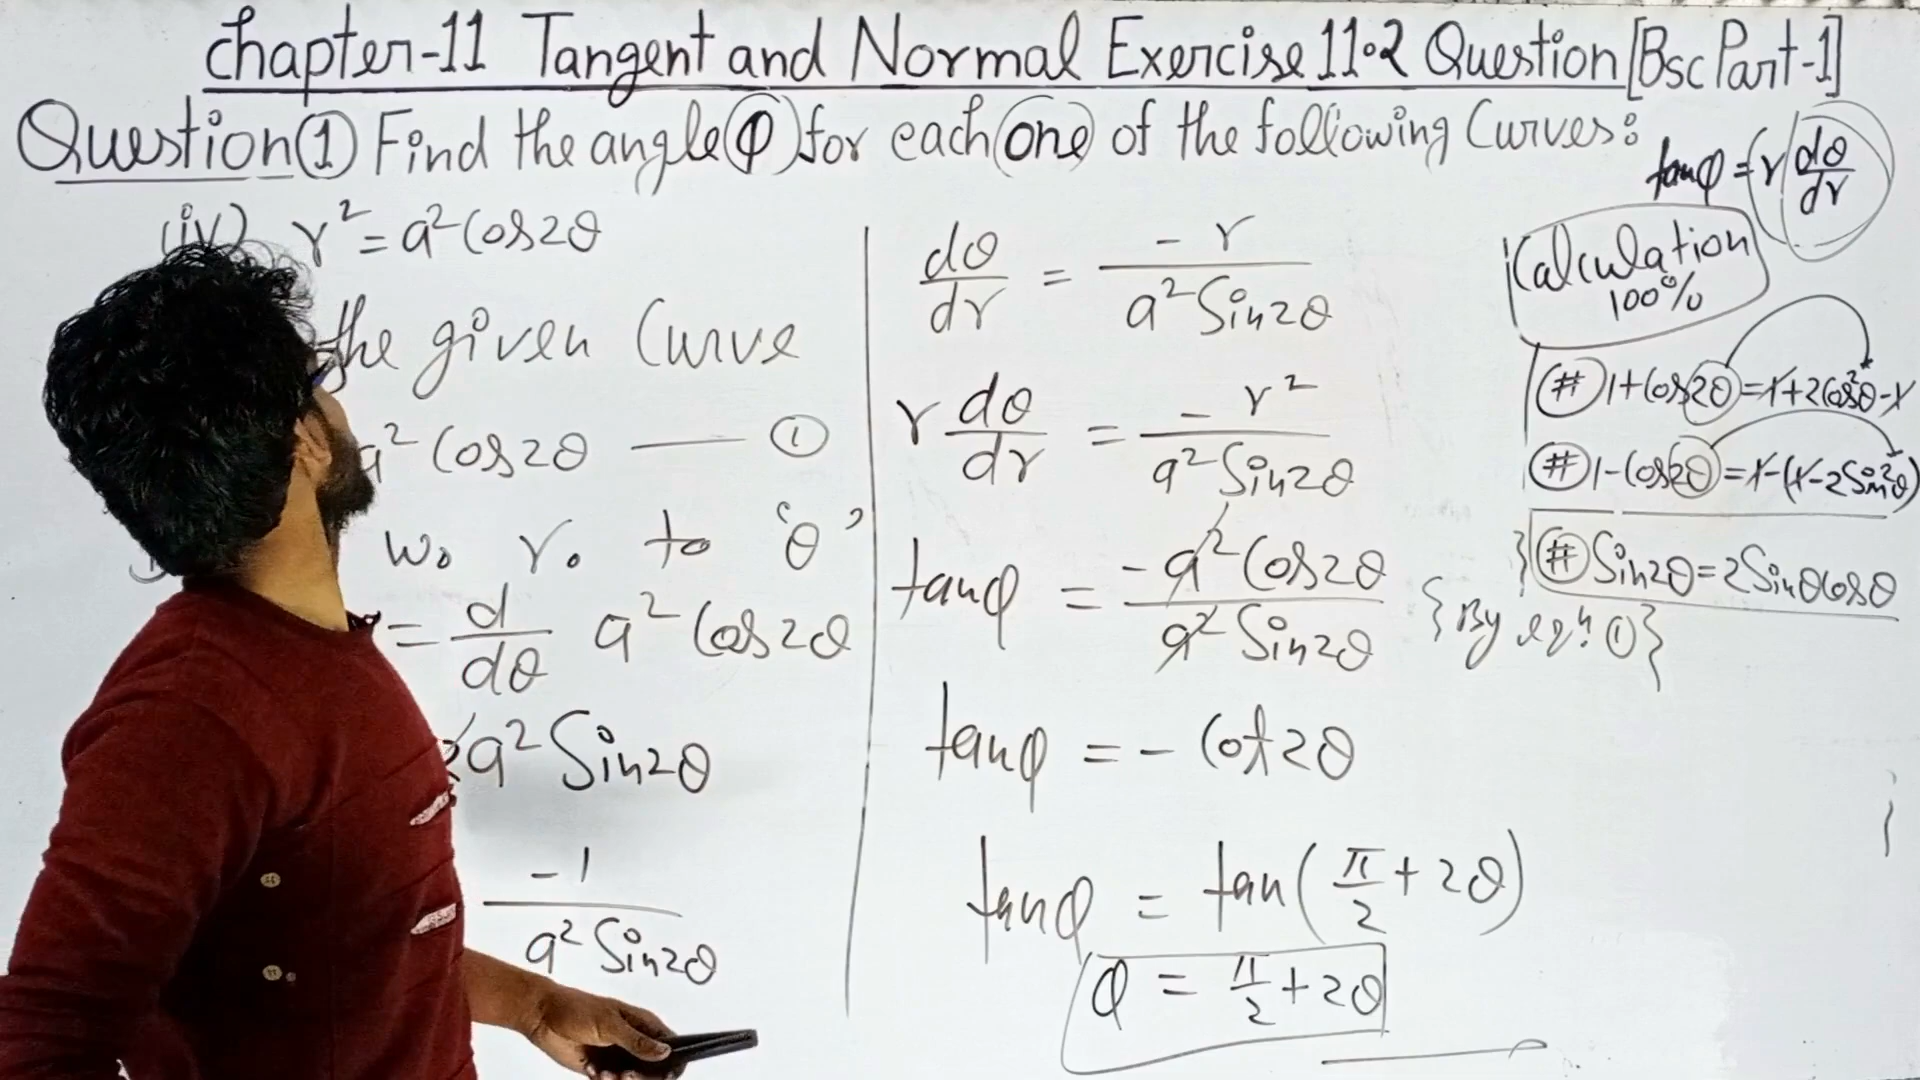 Chapter-11 Tangent and Normal Exercise 11.2 Question [Bsc Part-1]
Question ① Find the angle φ for each one of the following Curves:
tanφ = r dθ/dr
(iv) r² = a² Cos2θ
the given Curve
a² Cos2θ —— ①
w. r. to 'θ'
= d/dθ a² Cos2θ
2a² Sin2θ
-1/a² Sin2θ
dθ/dr = -r/a² Sin2θ
r dθ/dr = -r²/a² Sin2θ
tanφ = -a² Cos2θ/a² Sin2θ {By eqn. ①}
tanφ = - Cot2θ
tanφ = tan(π/2 + 2θ)
φ = π/2 + 2θ
Calculation
100%
# 1+Cos2θ = 1+2Cos²θ-1
# 1-Cos2θ = 1-(1-2Sin²θ)
# Sin2θ = 2SinθCosθ